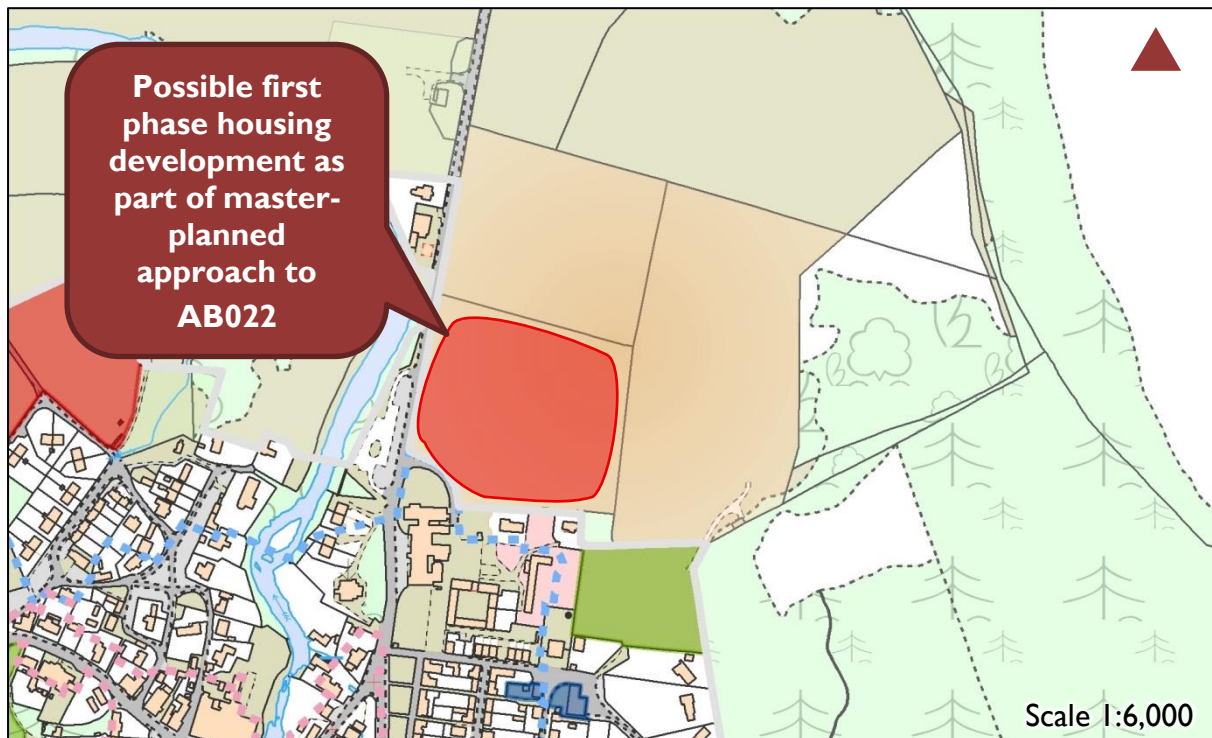 Possible first
phase housing
development as
part of master-
planned
approach to
AB022
Scale 1:6,000